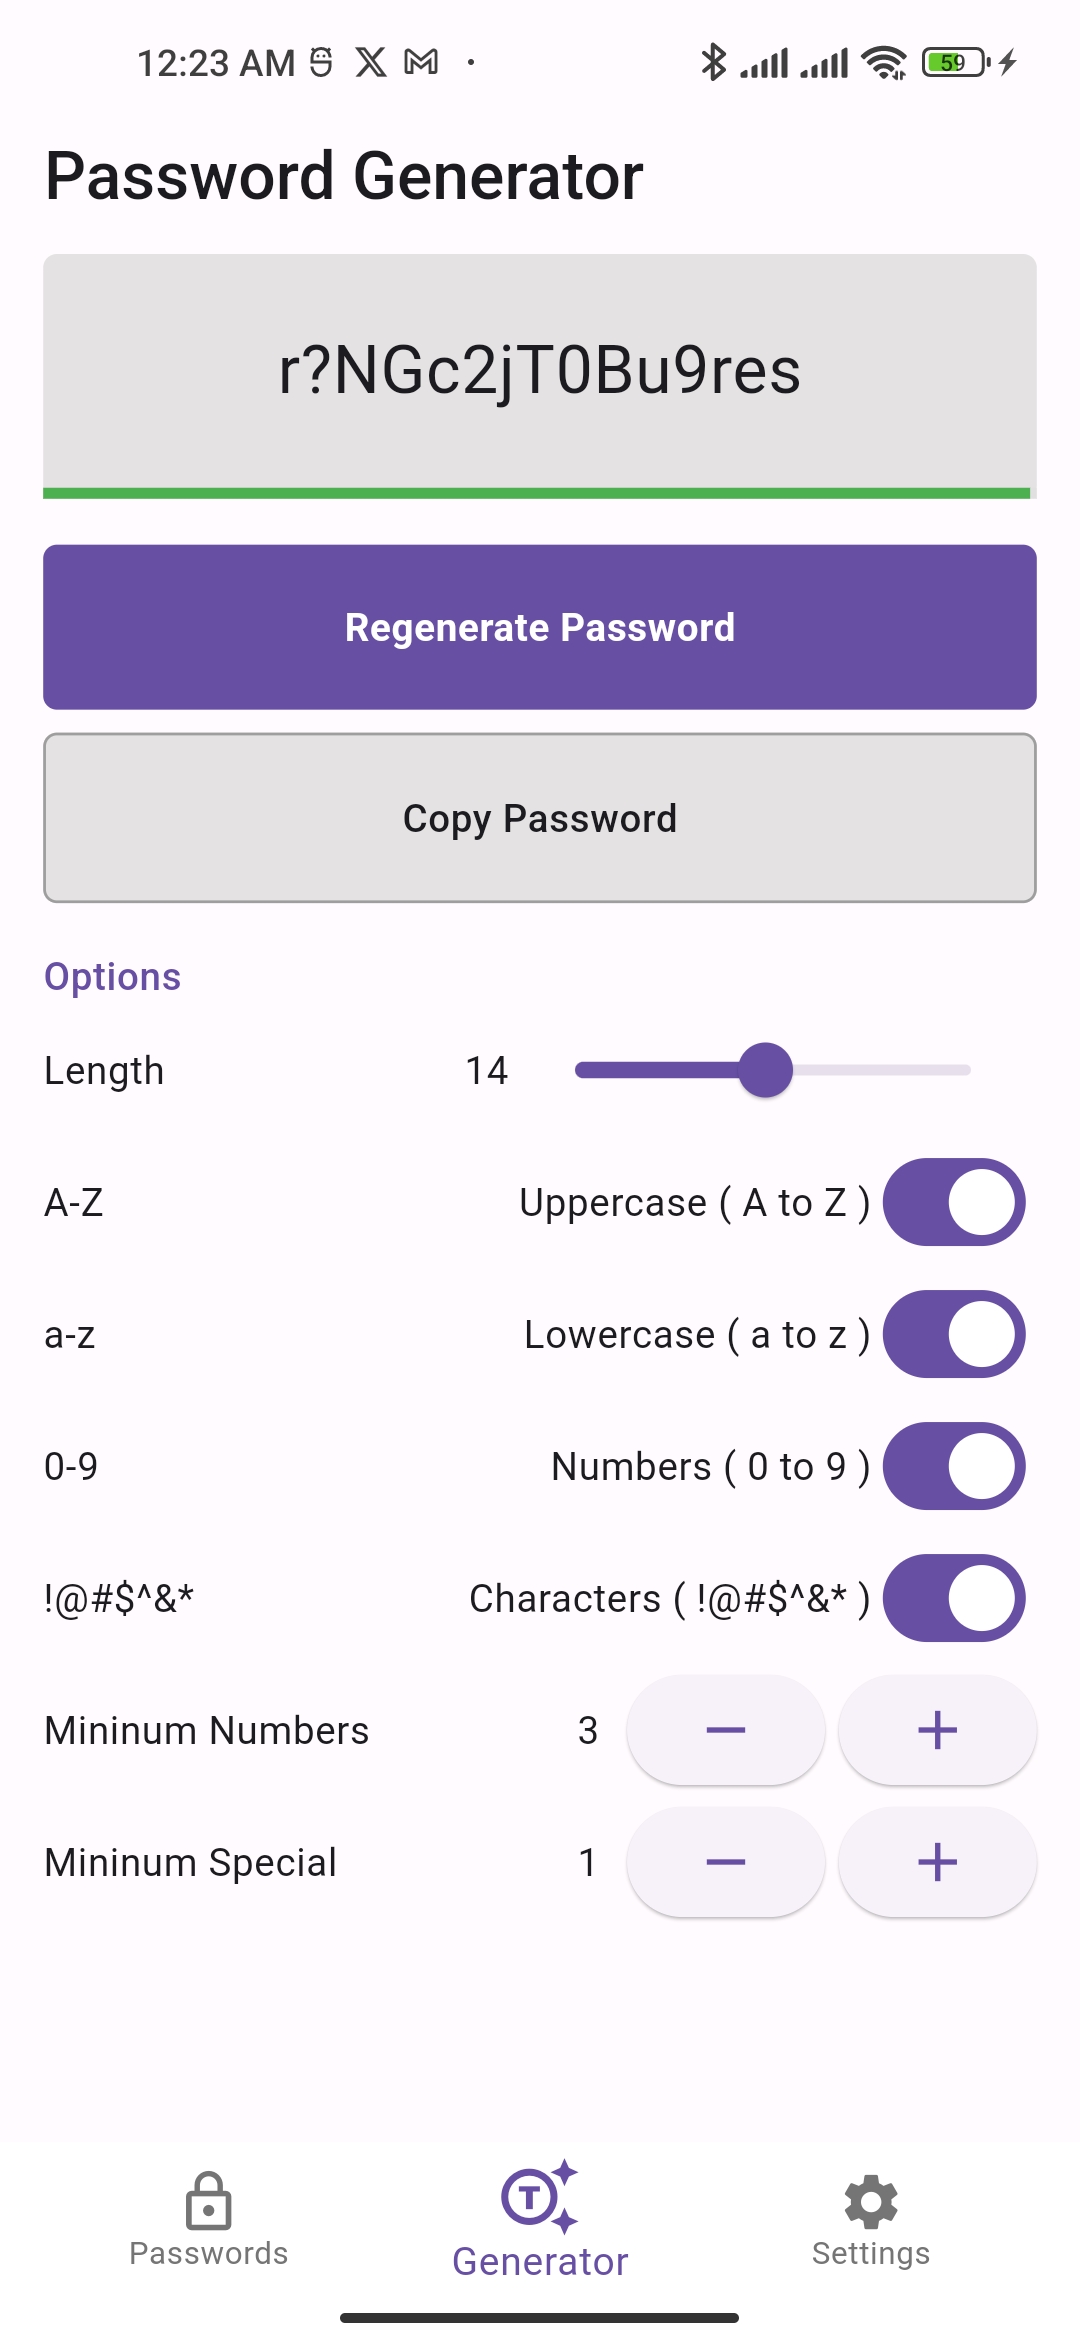 12:23 AM
59
Password Generator
r?NGc2jT0Bu9res
Regenerate Password
Copy Password
Options
Length 14
A-Z Uppercase ( A to Z )
a-z Lowercase ( a to z )
0-9 Numbers ( 0 to 9 )
!@#$^&* Characters ( !@#$^&* )
Mininum Numbers 3 − +
Mininum Special 1 − +
Passwords Generator Settings